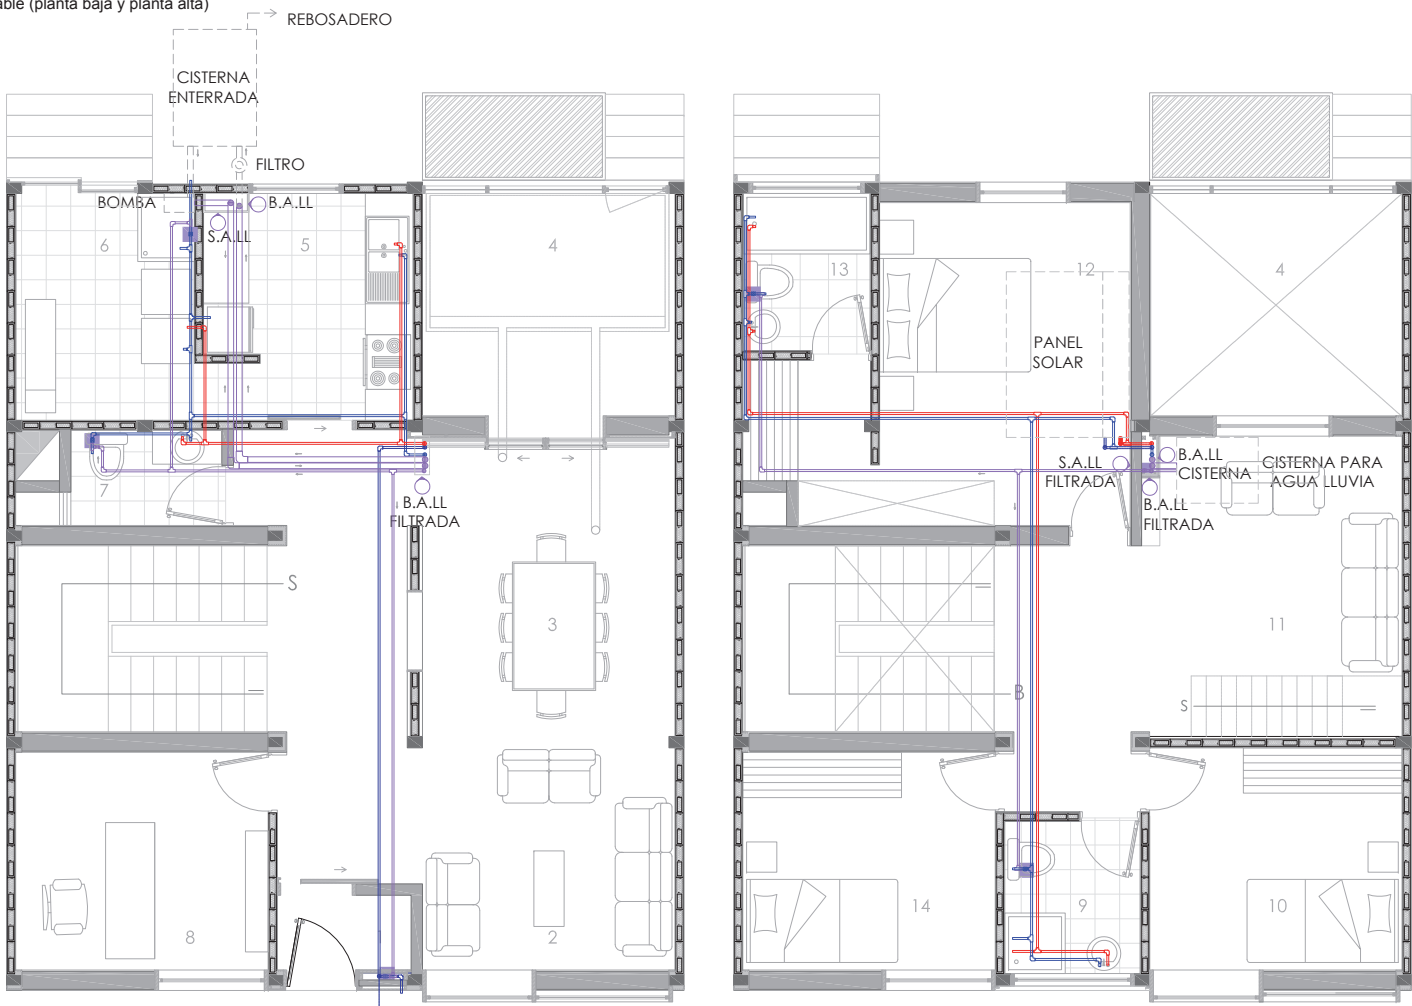 able (planta baja y planta alta)
REBOSADERO
CISTERNA
ENTERRADA
FILTRO
BOMBA
B.A.LL
S.A.LL
6
5
4
7
B.A.LL
FILTRADA
S
3
8
2
13
12
4
PANEL
SOLAR
S.A.LL
FILTRADA
B.A.LL
CISTERNA
CISTERNA PARA
AGUA LLUVIA
B.A.LL
FILTRADA
11
B
S
14
9
10